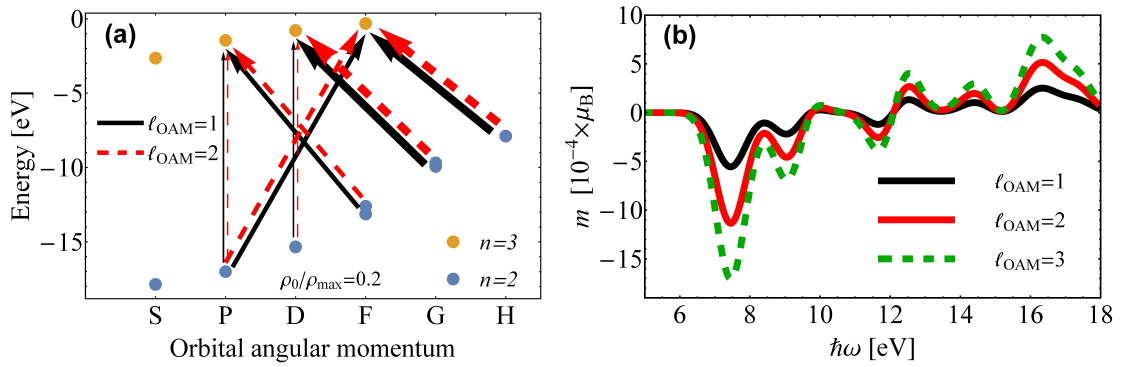 (a)
Energy [eV]
0
−5
−10
−15
ℓOAM=1
ℓOAM=2
n=3
n=2
ρ0/ρmax=0.2
S P D F G H
Orbital angular momentum
(b)
m [10⁻⁴×μB]
10
5
0
−5
−10
−15
ℓOAM=1
ℓOAM=2
ℓOAM=3
6 8 10 12 14 16 18
ℏω [eV]